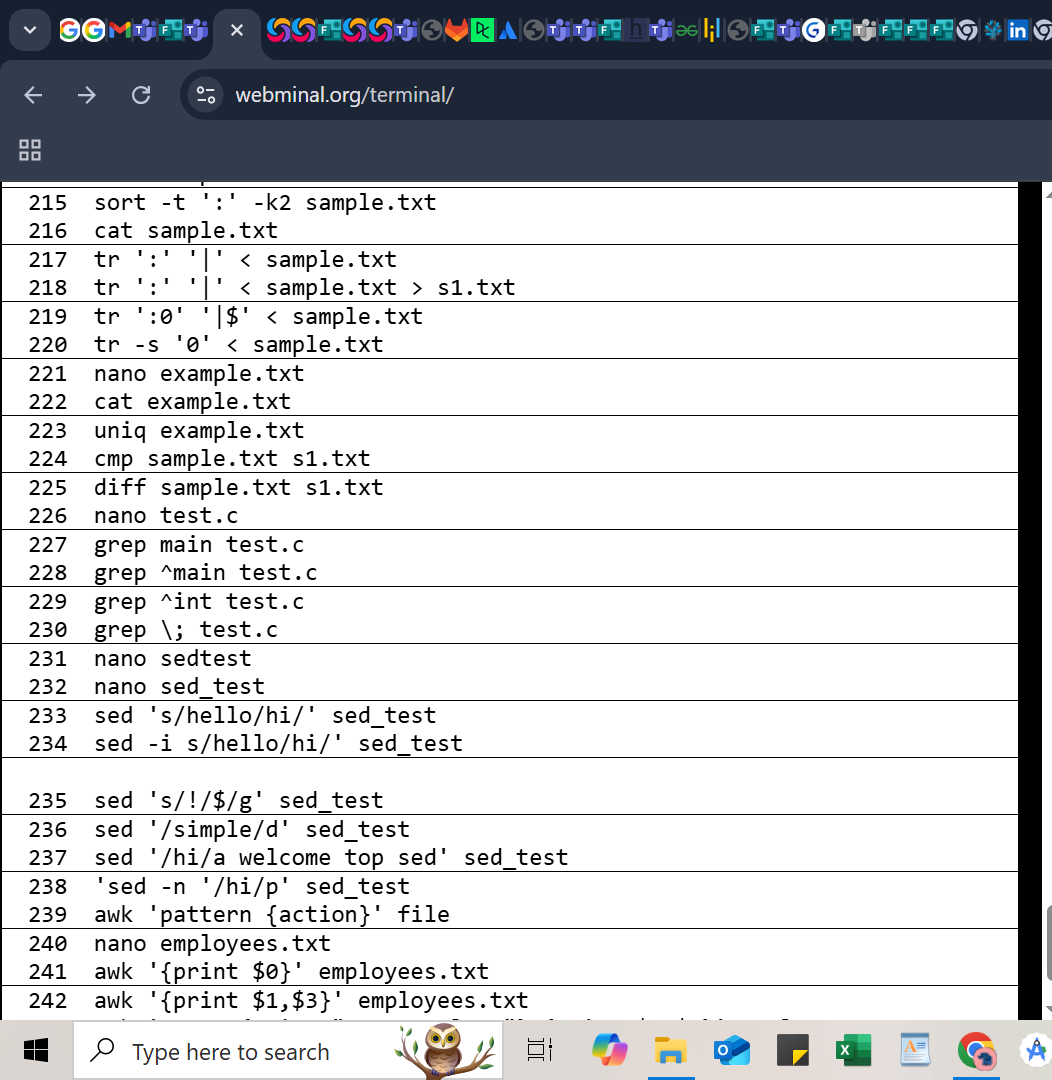 webminal.org/terminal/
215 sort -t ':' -k2 sample.txt
216 cat sample.txt
217 tr ':' '|' < sample.txt
218 tr ':' '|' < sample.txt > s1.txt
219 tr ':0' '|$' < sample.txt
220 tr -s '0' < sample.txt
221 nano example.txt
222 cat example.txt
223 uniq example.txt
224 cmp sample.txt s1.txt
225 diff sample.txt s1.txt
226 nano test.c
227 grep main test.c
228 grep ^main test.c
229 grep ^int test.c
230 grep \; test.c
231 nano sedtest
232 nano sed_test
233 sed 's/hello/hi/' sed_test
234 sed -i s/hello/hi/' sed_test
235 sed 's/!/$/g' sed_test
236 sed '/simple/d' sed_test
237 sed '/hi/a welcome top sed' sed_test
238 'sed -n '/hi/p' sed_test
239 awk 'pattern {action}' file
240 nano employees.txt
241 awk '{print $0}' employees.txt
242 awk '{print $1,$3}' employees.txt
Type here to search